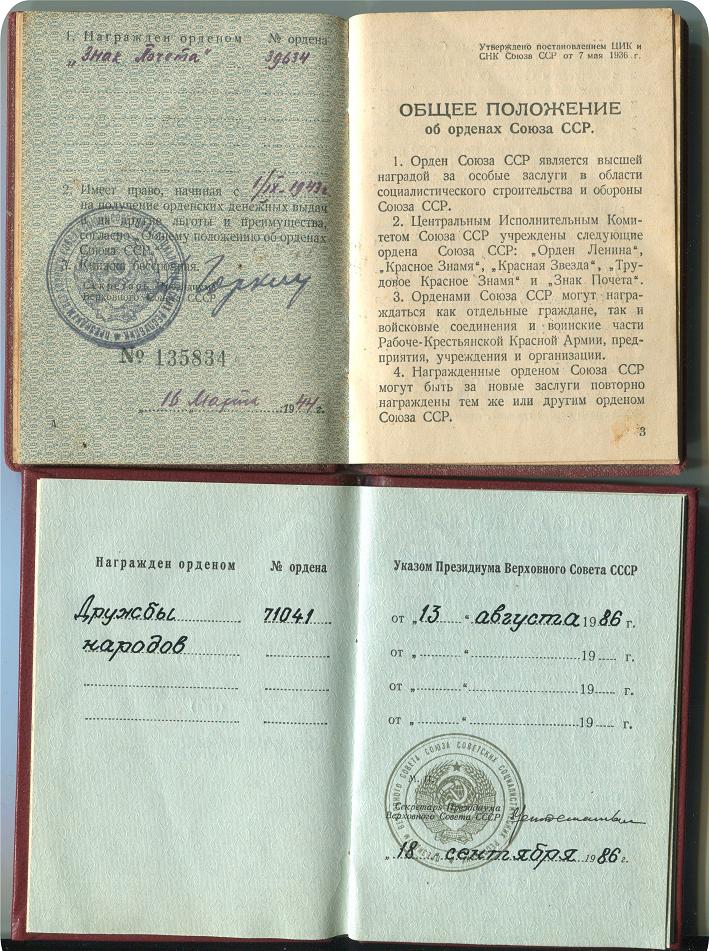 1. Награжден орденом № ордена
„Знак Почета" 39634
2. Имеет право, начиная с 1/IX-1943г
на получение орденских денежных выдач
и на другие льготы и преимущества,
согласно Общему положению об орденах
Союза ССР.
3. Книжка бессрочная.
Секретарь Президиума
Верховного Совета СССР
№ 135834
„16 Марта 1944 г.
Утверждено постановлением ЦИК и
СНК Союза ССР от 7 мая 1936 г.
ОБЩЕЕ ПОЛОЖЕНИЕ
об орденах Союза ССР.
1. Орден Союза ССР является высшей
наградой за особые заслуги в области
социалистического строительства и обороны
Союза ССР.
2. Центральным Исполнительным Коми-
тетом Союза ССР учреждены следующие
ордена Союза ССР: „Орден Ленина",
„Красное Знамя", „Красная Звезда", „Тру-
довое Красное Знамя" и „Знак Почета".
3. Орденами Союза ССР могут награ-
ждаться как отдельные граждане, так и
войсковые соединения и воинские части
Рабоче-Крестьянской Красной Армии, пред-
приятия, учреждения и организации.
4. Награжденные орденом Союза ССР
могут быть за новые заслуги повторно
награждены тем же или другим орденом
Союза ССР.
3
Награжден орденом № ордена
Дружбы 71041
народов
Указом Президиума Верховного Совета СССР
от „13 " августа 1986 г.
от „ " 19 г.
от „ " 19 г.
от „ " 19 г.
М. П.
Секретарь Президиума
Верховного Совета СССР
„18 " сентября 1986 г.